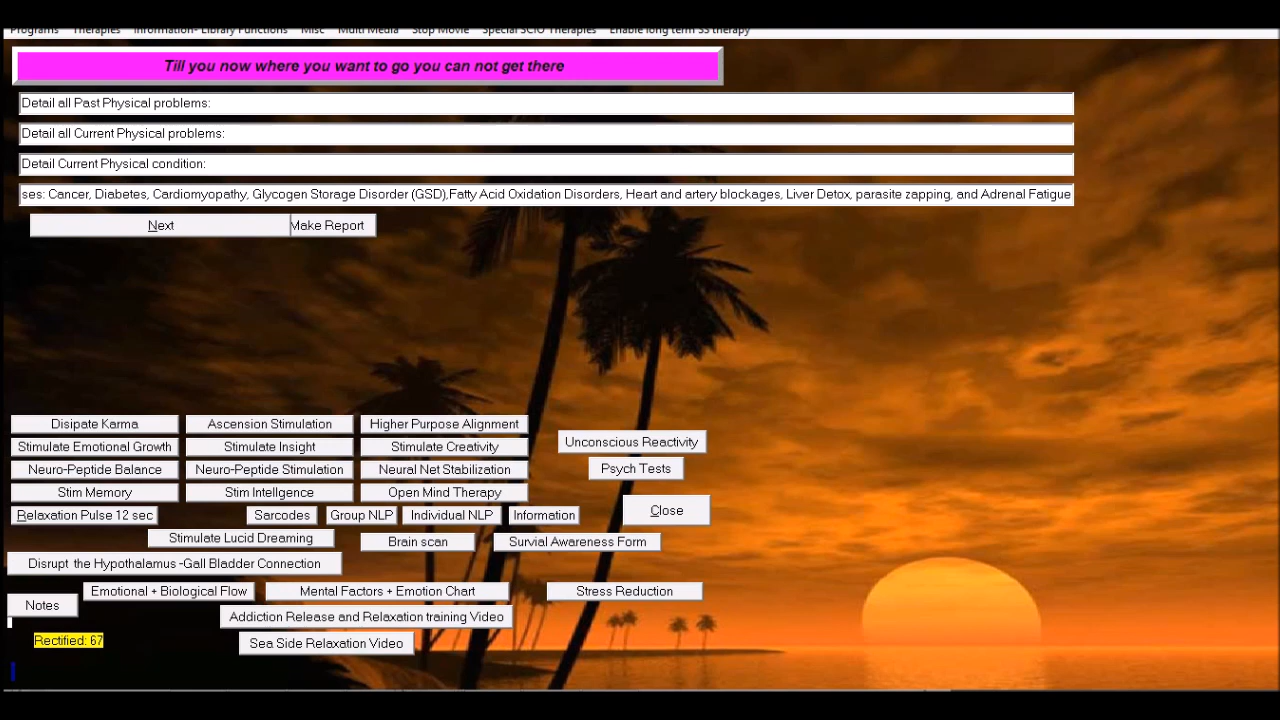 Programs Therapies Information- Library Functions Misc Multi Media Stop Movie Special SCIO Therapies Enable long term SS therapy
Till you now where you want to go you can not get there
Detail all Past Physical problems:
Detail all Current Physical problems:
Detail Current Physical condition:
ses: Cancer, Diabetes, Cardiomyopathy, Glycogen Storage Disorder (GSD),Fatty Acid Oxidation Disorders, Heart and artery blockages, Liver Detox, parasite zapping, and Adrenal Fatigue
Next Make Report
Disipate Karma Ascension Stimulation Higher Purpose Alignment
Unconscious Reactivity
Stimulate Emotional Growth Stimulate Insight Stimulate Creativity
Neuro-Peptide Balance Neuro-Peptide Stimulation Neural Net Stabilization Psych Tests
Stim Memory Stim Intellgence Open Mind Therapy
Relaxation Pulse 12 sec Sarcodes Group NLP Individual NLP Information Close
Stimulate Lucid Dreaming Brain scan Survial Awareness Form
Disrupt the Hypothalamus -Gall Bladder Connection
Emotional + Biological Flow Mental Factors + Emotion Chart Stress Reduction
Notes
Addiction Release and Relaxation training Video
Rectified: 67 Sea Side Relaxation Video